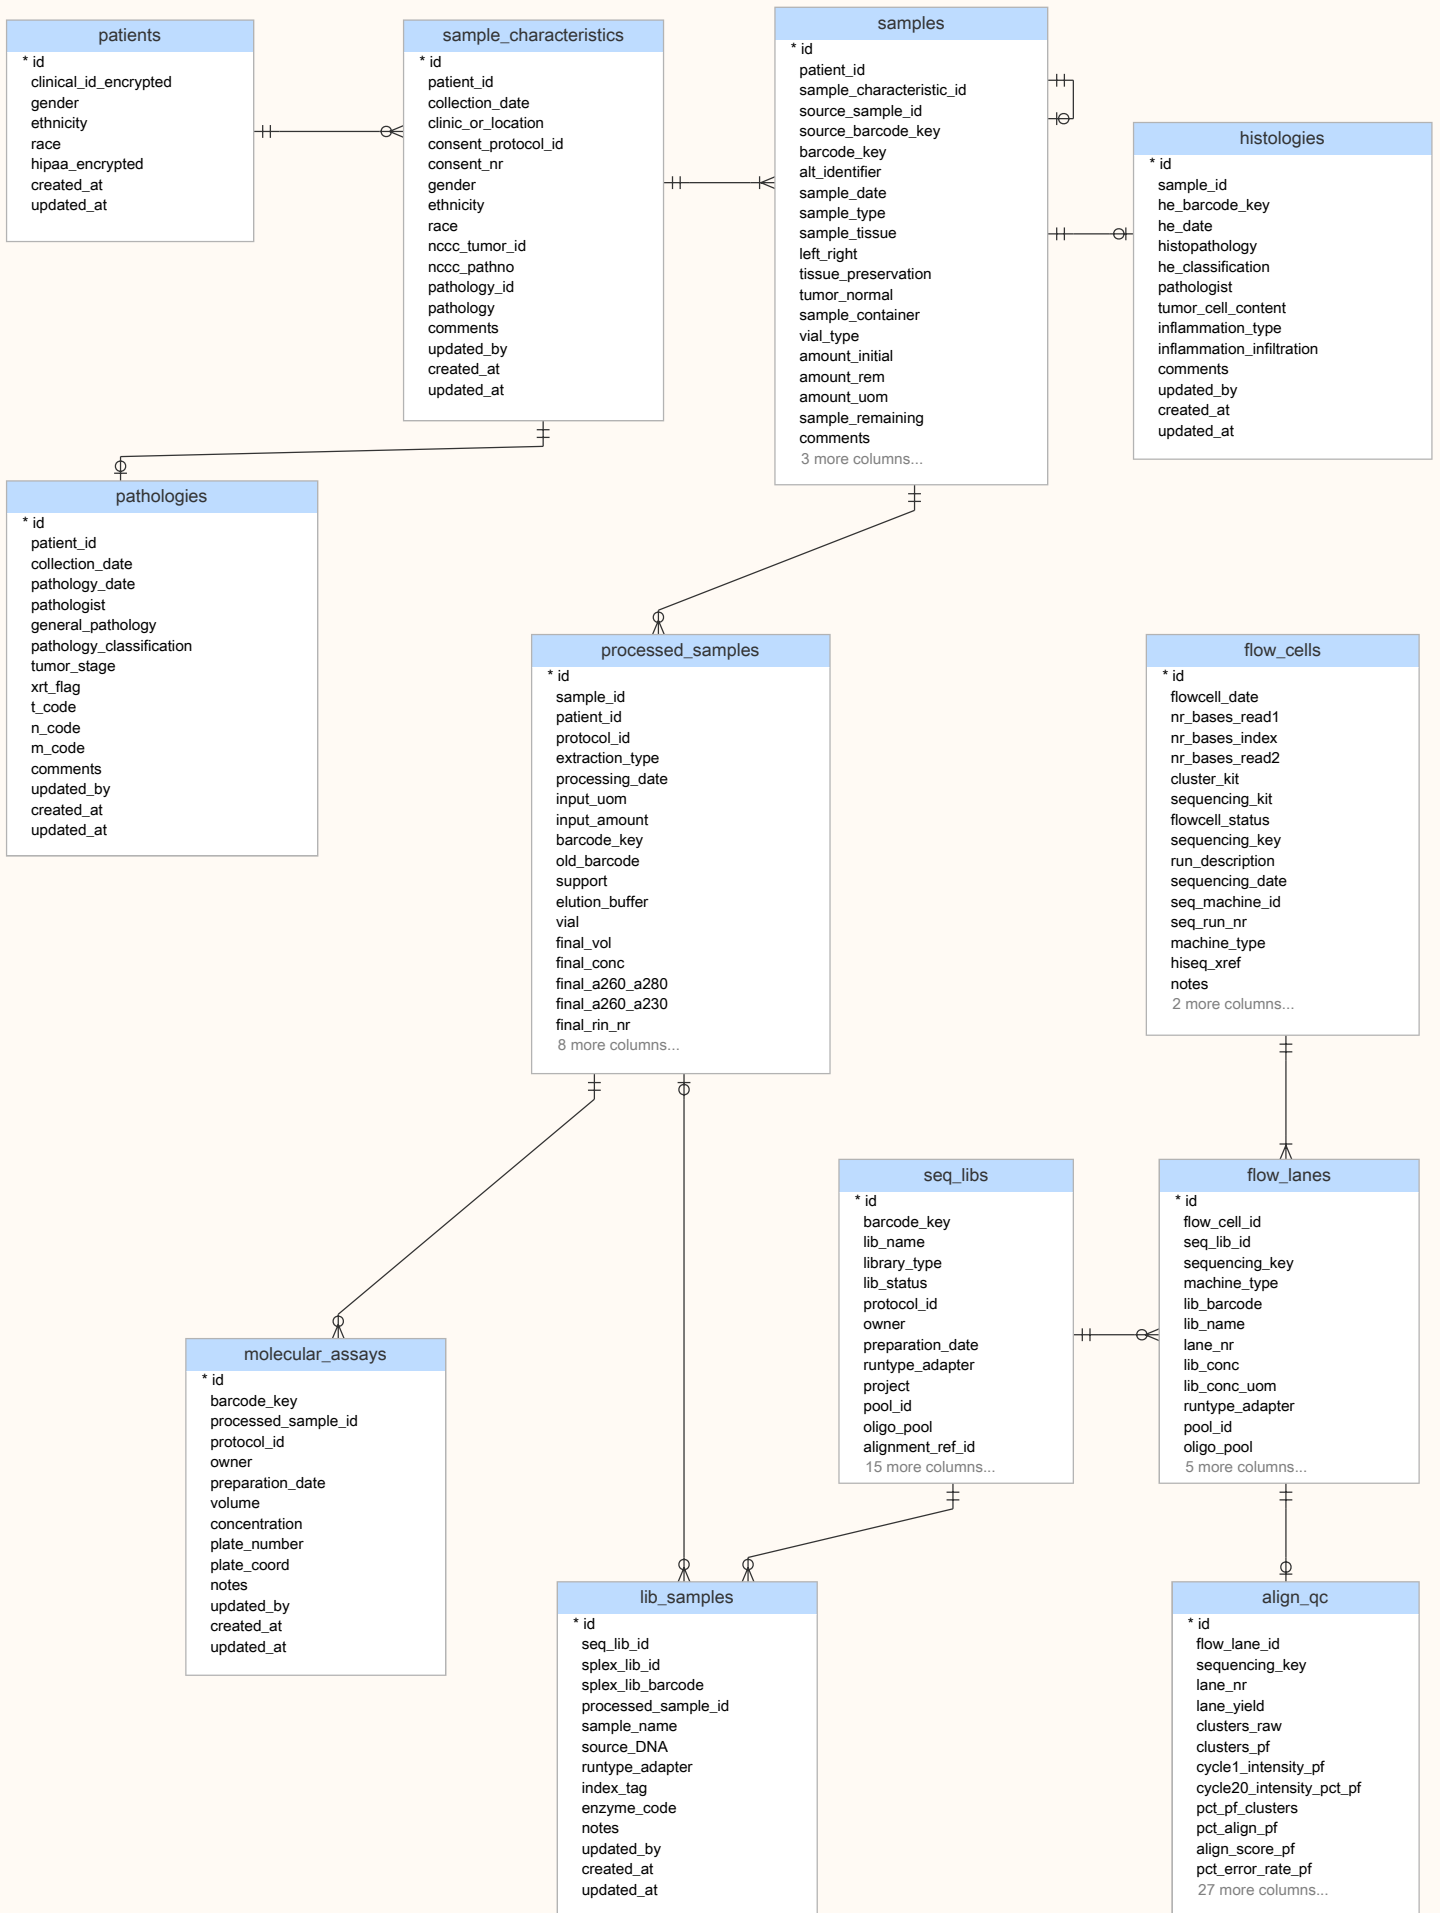 patients
* id
clinical_id_encrypted
gender
ethnicity
race
hipaa_encrypted
created_at
updated_at
sample_characteristics
* id
patient_id
collection_date
clinic_or_location
consent_protocol_id
consent_nr
gender
ethnicity
race
nccc_tumor_id
nccc_pathno
pathology_id
pathology
comments
updated_by
created_at
updated_at
samples
* id
patient_id
sample_characteristic_id
source_sample_id
source_barcode_key
barcode_key
alt_identifier
sample_date
sample_type
sample_tissue
left_right
tissue_preservation
tumor_normal
sample_container
vial_type
amount_initial
amount_rem
amount_uom
sample_remaining
comments
3 more columns...
histologies
* id
sample_id
he_barcode_key
he_date
histopathology
he_classification
pathologist
tumor_cell_content
inflammation_type
inflammation_infiltration
comments
updated_by
created_at
updated_at
pathologies
* id
patient_id
collection_date
pathology_date
pathologist
general_pathology
pathology_classification
tumor_stage
xrt_flag
t_code
n_code
m_code
comments
updated_by
created_at
updated_at
processed_samples
* id
sample_id
patient_id
protocol_id
extraction_type
processing_date
input_uom
input_amount
barcode_key
old_barcode
support
elution_buffer
vial
final_vol
final_conc
final_a260_a280
final_a260_a230
final_rin_nr
8 more columns...
flow_cells
* id
flowcell_date
nr_bases_read1
nr_bases_index
nr_bases_read2
cluster_kit
sequencing_kit
flowcell_status
sequencing_key
run_description
sequencing_date
seq_machine_id
seq_run_nr
machine_type
hiseq_xref
notes
2 more columns...
seq_libs
* id
barcode_key
lib_name
library_type
lib_status
protocol_id
owner
preparation_date
runtype_adapter
project
pool_id
oligo_pool
alignment_ref_id
15 more columns...
flow_lanes
* id
flow_cell_id
seq_lib_id
sequencing_key
machine_type
lib_barcode
lib_name
lane_nr
lib_conc
lib_conc_uom
runtype_adapter
pool_id
oligo_pool
5 more columns...
molecular_assays
* id
barcode_key
processed_sample_id
protocol_id
owner
preparation_date
volume
concentration
plate_number
plate_coord
notes
updated_by
created_at
updated_at
lib_samples
* id
seq_lib_id
splex_lib_id
splex_lib_barcode
processed_sample_id
sample_name
source_DNA
runtype_adapter
index_tag
enzyme_code
notes
updated_by
created_at
updated_at
align_qc
* id
flow_lane_id
sequencing_key
lane_nr
lane_yield
clusters_raw
clusters_pf
cycle1_intensity_pf
cycle20_intensity_pct_pf
pct_pf_clusters
pct_align_pf
align_score_pf
pct_error_rate_pf
27 more columns...